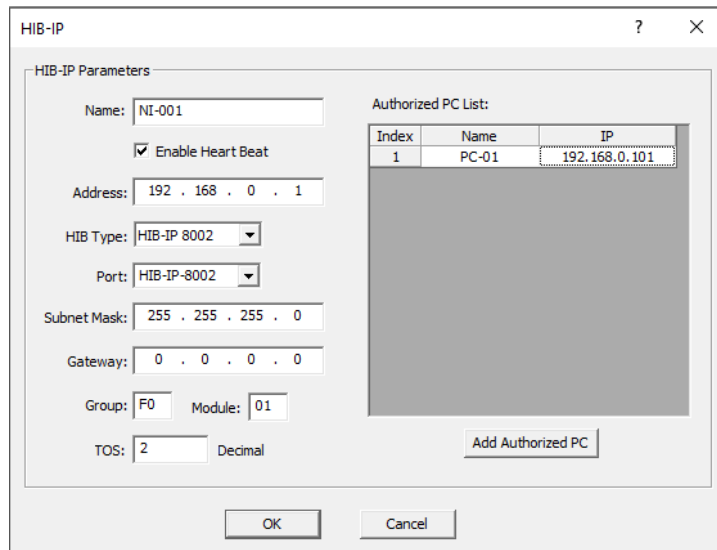 HIB-IP
? ×
HIB-IP Parameters
Name: NI-001
Enable Heart Beat
Address: 192 . 168 . 0 . 1
HIB Type: HIB-IP 8002
Port: HIB-IP-8002
Subnet Mask: 255 . 255 . 255 . 0
Gateway: 0 . 0 . 0 . 0
Group: F0 Module: 01
TOS: 2 Decimal
Authorized PC List:
Index Name IP
1 PC-01 192.168.0.101
Add Authorized PC
OK Cancel